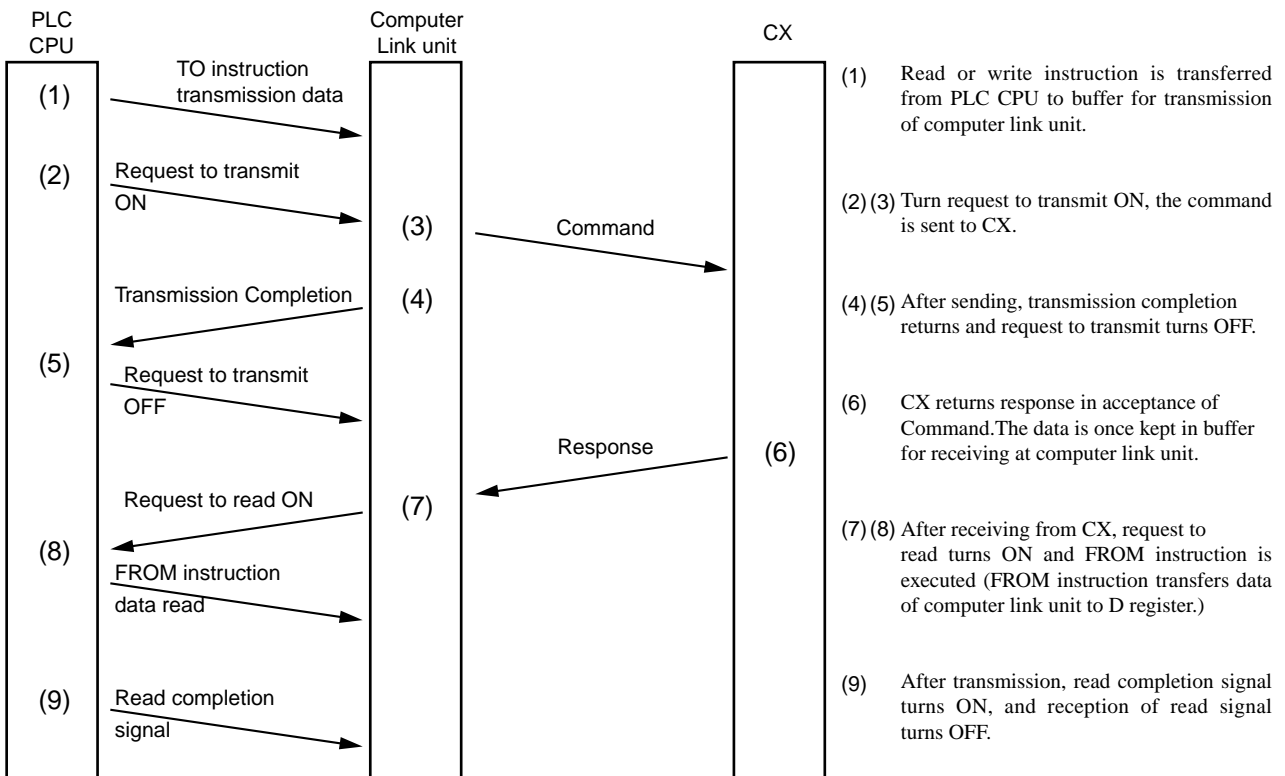 PLC
CPU
Computer
Link unit
CX
(1)
TO instruction
transmission data
(2)
Request to transmit
ON
(3)
Command
Transmission Completion
(4)
(5)
Request to transmit
OFF
Response
(6)
Request to read ON
(7)
(8)
FROM instruction
data read
(9)
Read completion
signal
(1) Read or write instruction is transferred
from PLC CPU to buffer for transmission
of computer link unit.
(2) (3) Turn request to transmit ON, the command
is sent to CX.
(4) (5) After sending, transmission completion
returns and request to transmit turns OFF.
(6) CX returns response in acceptance of
Command.The data is once kept in buffer
for receiving at computer link unit.
(7) (8) After receiving from CX, request to
read turns ON and FROM instruction is
executed (FROM instruction transfers data
of computer link unit to D register.)
(9) After transmission, read completion signal
turns ON, and reception of read signal
turns OFF.